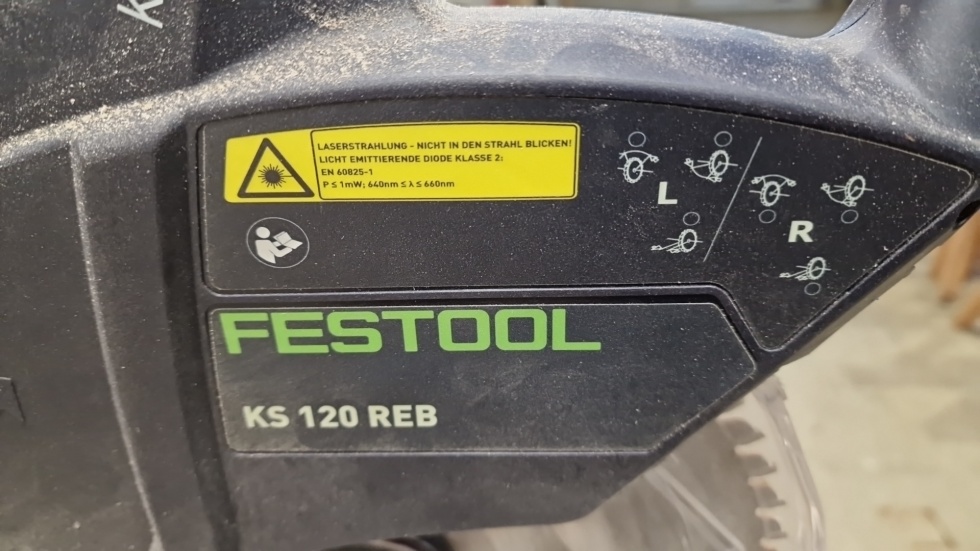 LASERSTRAHLUNG - NICHT IN DEN STRAHL BLICKEN!
LICHT EMITTIERENDE DIODE KLASSE 2:
EN 60825-1
P ≤ 1mW; 640nm ≤ λ ≤ 660nm
L
R
FESTOOL
KS 120 REB